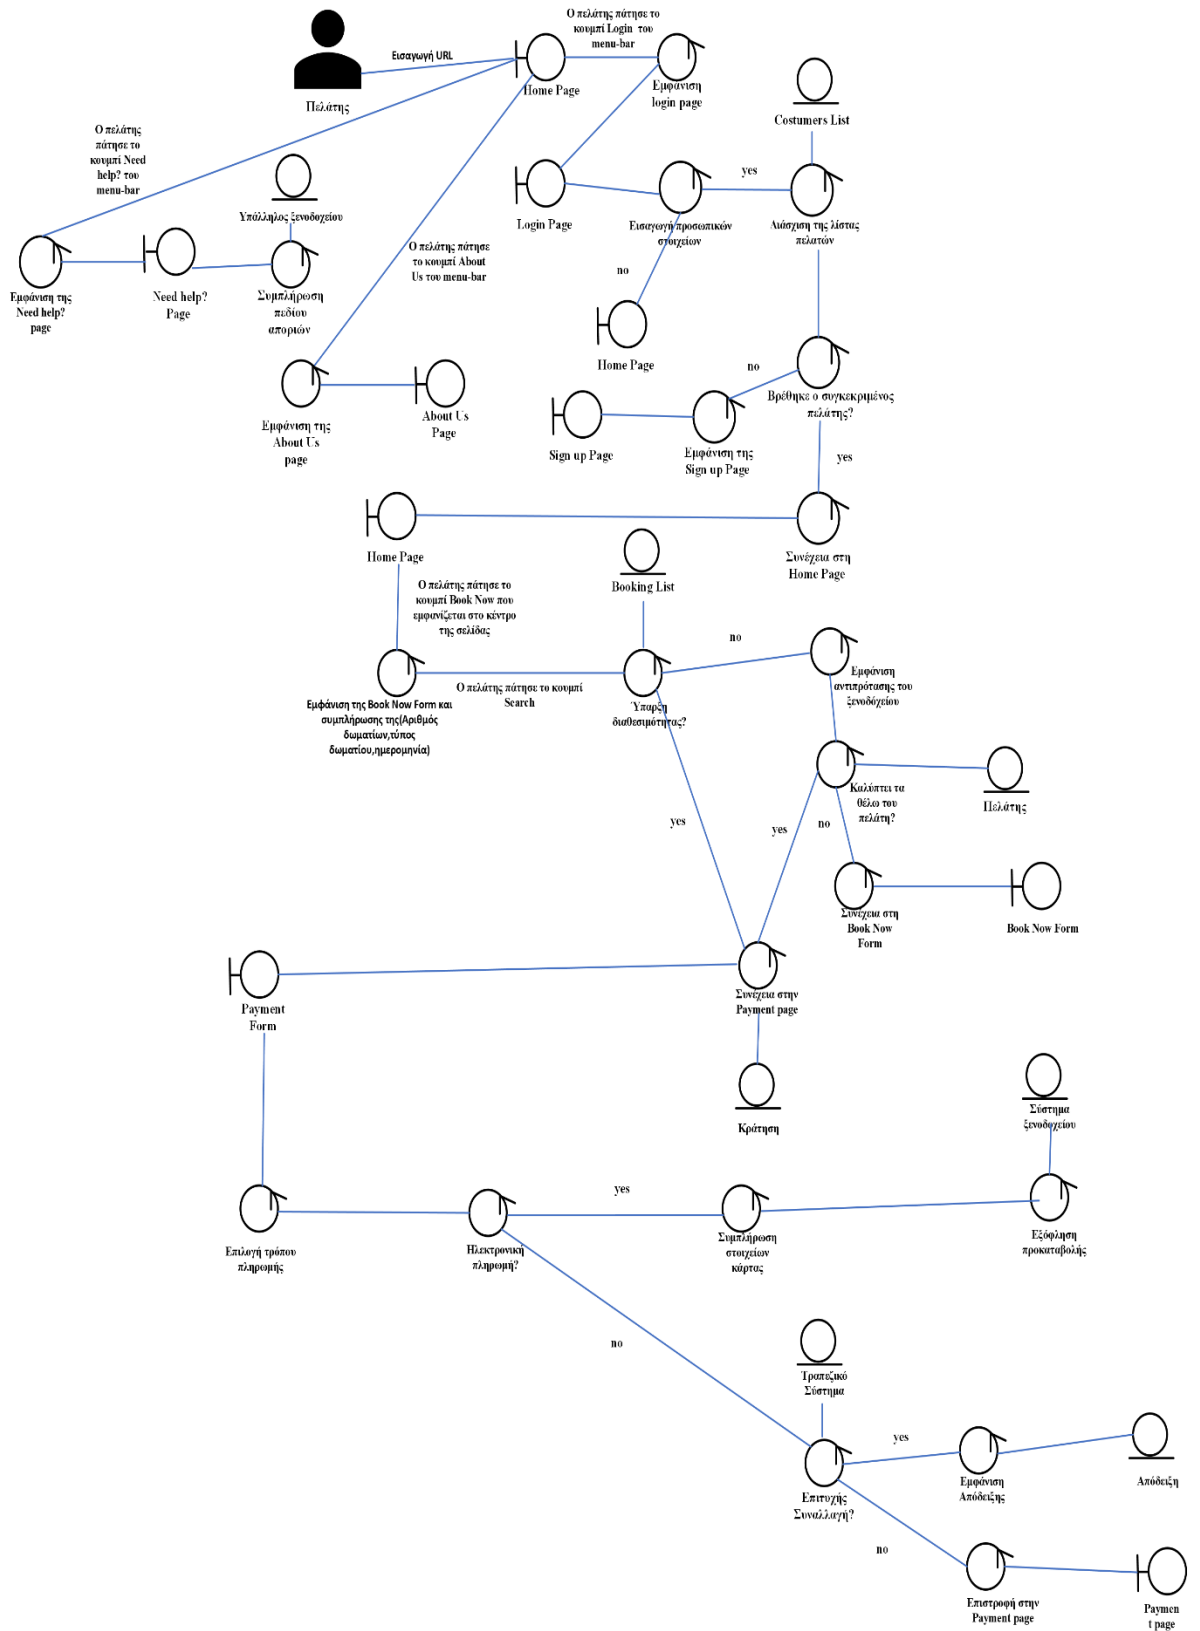 Ο πελάτης πάτησε το
κουμπί Login του
menu-bar
Εισαγωγή URL
Πελάτης
Home Page
Εμφάνιση
login page
Costumers List
Ο πελάτης
πάτησε το
κουμπί Need
help? του
menu-bar
Υπάλληλος ξενοδοχείου
Login Page
Εισαγωγή προσωπικών
στοιχείων
yes
Διάσχιση της λίστας
πελατών
Ο πελάτης πάτησε
το κουμπί About
Us του menu-bar
no
Εμφάνιση της
Need help?
page
Need help?
Page
Συμπλήρωση
πεδίου
αποριών
Home Page
no
Βρέθηκε ο συγκεκριμένος
πελάτης?
Εμφάνιση της
About Us
page
About Us
Page
Sign up Page
Εμφάνιση της
Sign up Page
yes
Home Page
Συνέχεια στη
Home Page
Ο πελάτης πάτησε το
κουμπί Book Now που
εμφανίζεται στο κέντρο
της σελίδας
Booking List
no
Εμφάνιση
αντιπρότασης του
ξενοδόχείου
Ο πελάτης πάτησε το κουμπί
Search
Εμφάνιση της Book Now Form και
συμπλήρωσης της(Αριθμός
δωματίων,τύπος
δωματίου,ημερομηνία)
Ύπαρξη
διαθεσιμότητας?
Καλύπτει τα
θέλω του
πελάτη?
Πελάτης
yes
yes
no
Συνέχεια στη
Book Now
Form
Book Now Form
Payment
Form
Συνέχεια στην
Payment page
Κράτηση
Σύστημα
ξενοδοχείου
yes
Επιλογή τρόπου
πληρωμής
Ηλεκτρονική
πληρωμή?
Συμπλήρωση
στοιχείων
κάρτας
Εξόφληση
προκαταβολής
no
Τραπεζικό
Σύστημα
yes
Επιτυχής
Συναλλαγή?
Εμφάνιση
Απόδειξης
Απόδειξη
no
Επιστροφή στην
Payment page
Paymen
t page